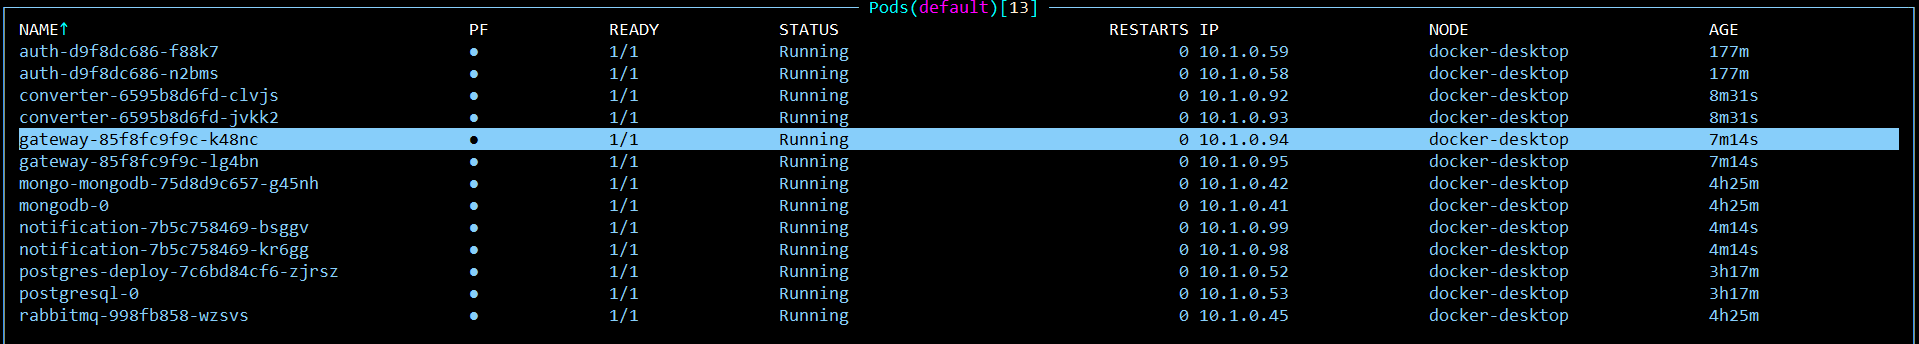 Pods(default)[13]
NAME↑ PF READY STATUS RESTARTS IP NODE AGE
auth-d9f8dc686-f88k7 ● 1/1 Running 0 10.1.0.59 docker-desktop 177m
auth-d9f8dc686-n2bms ● 1/1 Running 0 10.1.0.58 docker-desktop 177m
converter-6595b8d6fd-clvjs ● 1/1 Running 0 10.1.0.92 docker-desktop 8m31s
converter-6595b8d6fd-jvkk2 ● 1/1 Running 0 10.1.0.93 docker-desktop 8m31s
gateway-85f8fc9f9c-k48nc ● 1/1 Running 0 10.1.0.94 docker-desktop 7m14s
gateway-85f8fc9f9c-lg4bn ● 1/1 Running 0 10.1.0.95 docker-desktop 7m14s
mongo-mongodb-75d8d9c657-g45nh ● 1/1 Running 0 10.1.0.42 docker-desktop 4h25m
mongodb-0 ● 1/1 Running 0 10.1.0.41 docker-desktop 4h25m
notification-7b5c758469-bsggv ● 1/1 Running 0 10.1.0.99 docker-desktop 4m14s
notification-7b5c758469-kr6gg ● 1/1 Running 0 10.1.0.98 docker-desktop 4m14s
postgres-deploy-7c6bd84cf6-zjrsz ● 1/1 Running 0 10.1.0.52 docker-desktop 3h17m
postgresql-0 ● 1/1 Running 0 10.1.0.53 docker-desktop 3h17m
rabbitmq-998fb858-wzsvs ● 1/1 Running 0 10.1.0.45 docker-desktop 4h25m